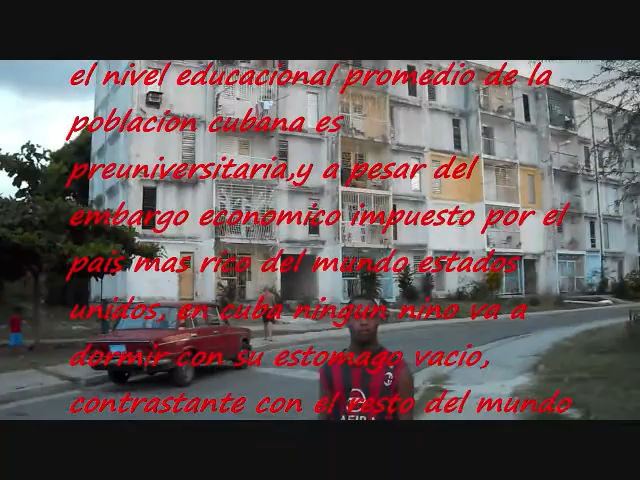 el nivel educacional promedio de la
poblacion cubana es
preuniversitaria,y a pesar del
embargo economico impuesto por el
pais mas rico del mundo estados
unidos, en cuba ningun nino va a
dormir con su estomago vacio,
contrastante con el resto del mundo